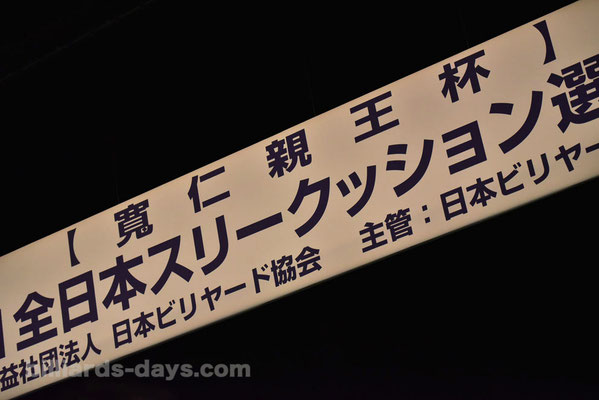 【寬仁親王杯】
全日本スリークッション選
益社団法人 日本ビリヤード協会 主管：日本ビリヤー
billiards-days.com